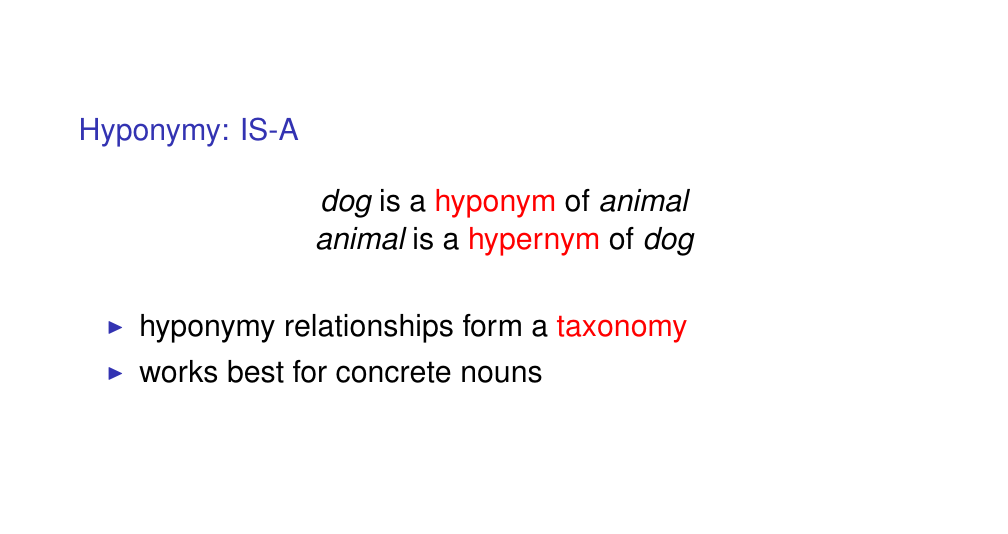 Hyponymy: IS-A
dog is a hyponym of animal
animal is a hypernym of dog
▶ hyponymy relationships form a taxonomy
▶ works best for concrete nouns